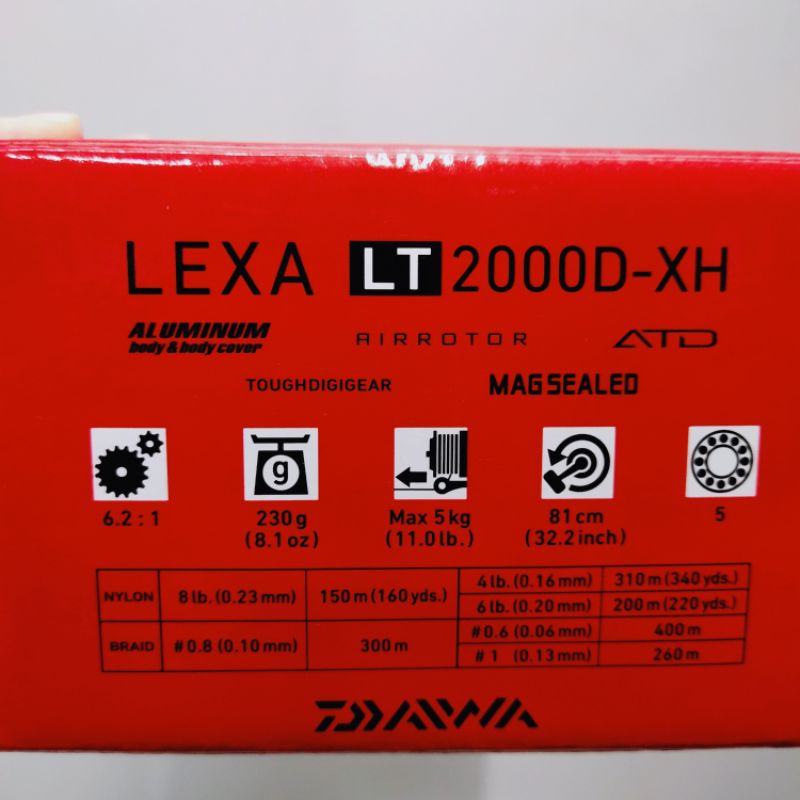 LEXA LT 2000D-XH
ALUMINUM
body & body cover
AIRROTOR
ATD
TOUGHDIGIGEAR
MAGSEALED
g
6.2 : 1
230g
(8.1oz)
Max 5kg
(11.0lb.)
81cm
(32.2inch)
5
NYLON 8lb.(0.23mm) 150m(160yds.) 4lb.(0.16mm) 310m(340yds.)
6lb.(0.20mm) 200m(220yds.)
BRAID #0.8(0.10mm) 300m #0.6(0.06mm) 400m
#1 (0.13mm) 260m
DAIWA